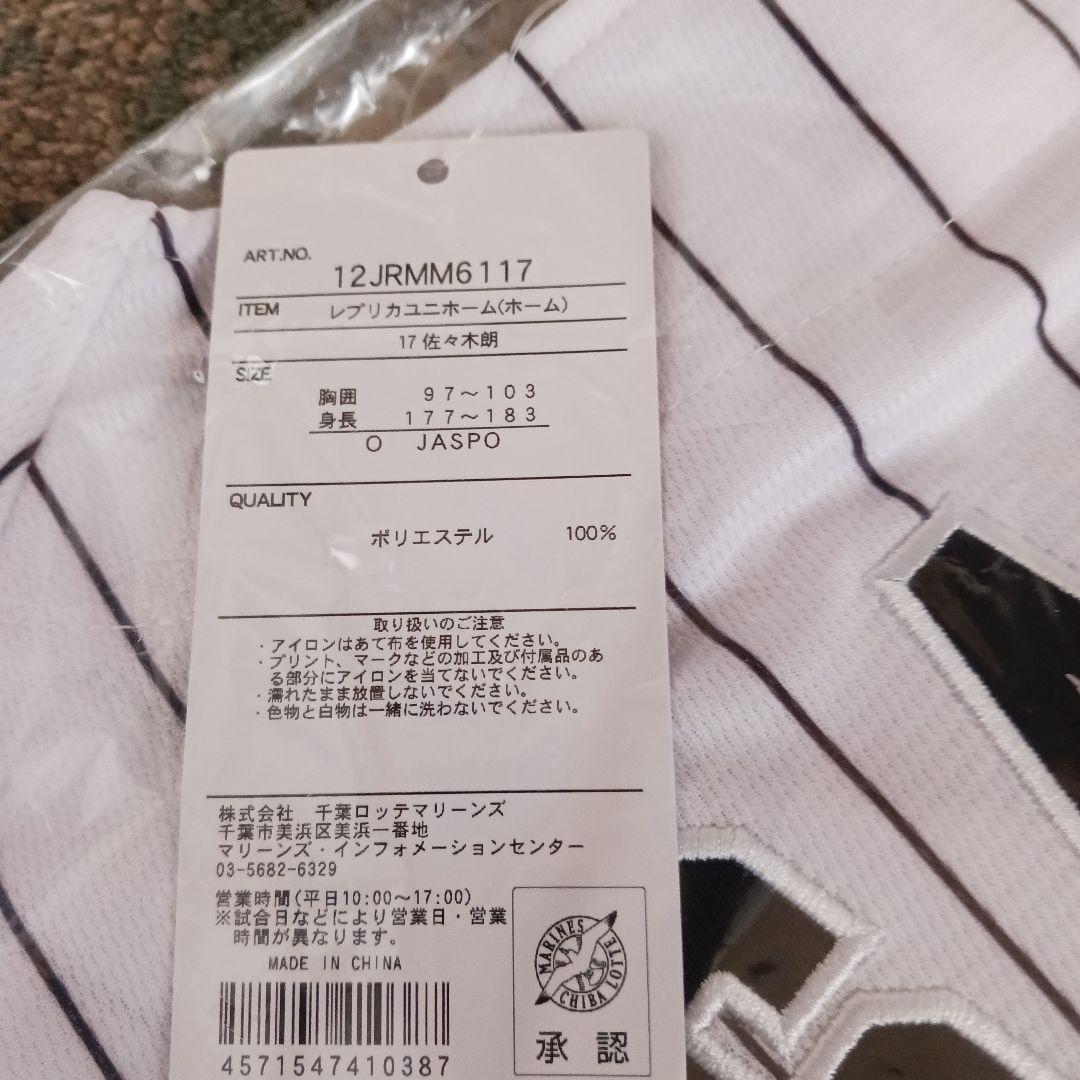 ART.NO.
12JRMM6117
ITEM レプリカユニホーム(ホーム)
17 佐々木朗
SIZE
胸囲 97〜103
身長 177〜183
O JASPO
QUALITY
ポリエステル 100%
取り扱いのご注意
・アイロンはあて布を使用してください。
・プリント、マークなどの加工及び付属品のあ
る部分にアイロンを当てないでください。
・濡れたまま放置しないでください。
・色物と白物は一緒に洗わないでください。
株式会社 千葉ロッテマリーンズ
千葉市美浜区美浜一番地
マリーンズ・インフォメーションセンター
03-5682-6329
営業時間(平日10:00〜17:00)
※試合日などにより営業日・営業
時間が異なります。
MADE IN CHINA
4571547410387
MARINES
CHIBA LOTTE
承認